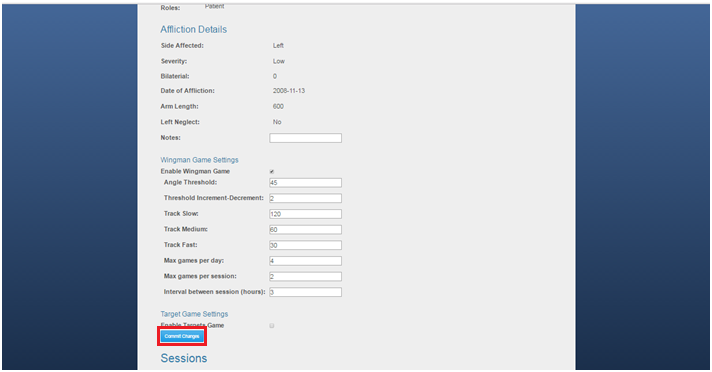 Roles: Patient
Affliction Details
Side Affected: Left
Severity: Low
Bilaterial: 0
Date of Affliction: 2008-11-13
Arm Length: 600
Left Neglect: No
Notes:
Wingman Game Settings
Enable Wingman Game
Angle Threshold: 45
Threshold Increment-Decrement: 2
Track Slow: 120
Track Medium: 60
Track Fast: 30
Max games per day: 4
Max games per session: 2
Interval between session (hours): 3
Target Game Settings
Enable Targets Game
Commit Changes
Sessions